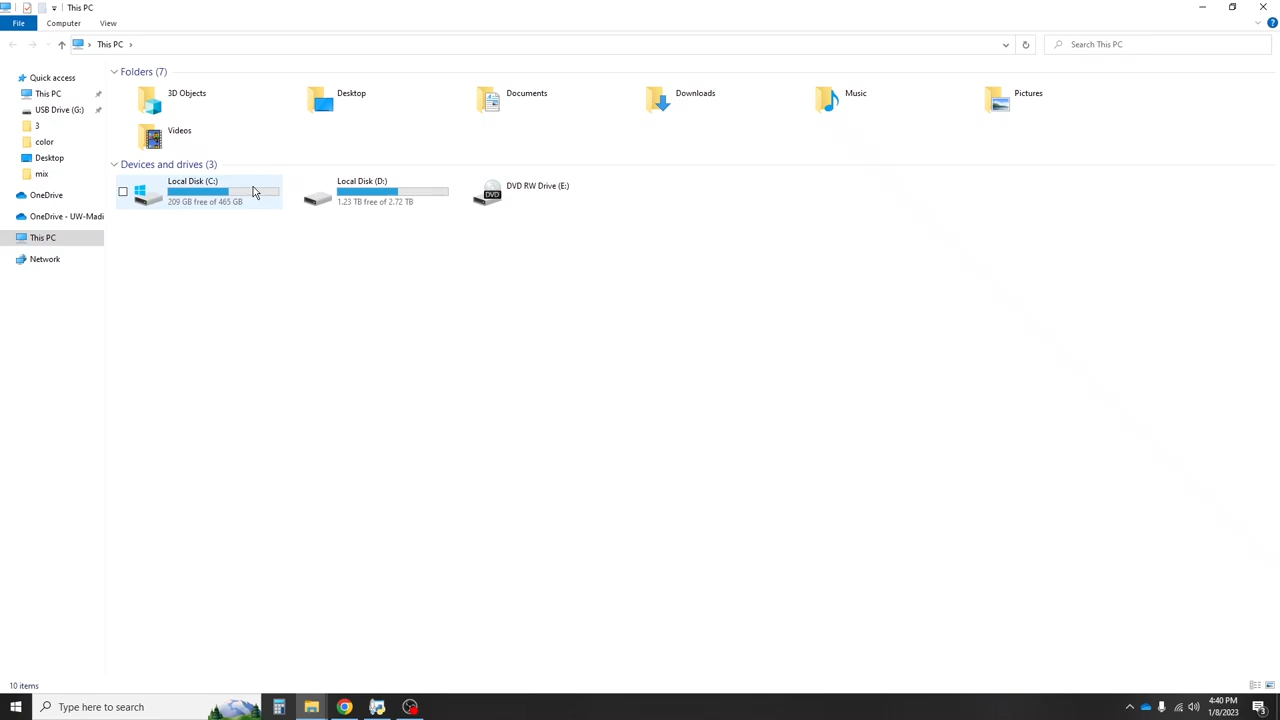 This PC
File Computer View
This PC
Search This PC
Quick access
This PC
USB Drive (G:)
3
color
Desktop
mix
OneDrive
OneDrive - UW-Madi
This PC
Network
Folders (7)
3D Objects
Desktop
Documents
Downloads
Music
Pictures
Videos
Devices and drives (3)
Local Disk (C:)
209 GB free of 465 GB
Local Disk (D:)
1.23 TB free of 2.72 TB
DVD RW Drive (E:)
DVD
10 items
Type here to search
4:40 PM
1/8/2023